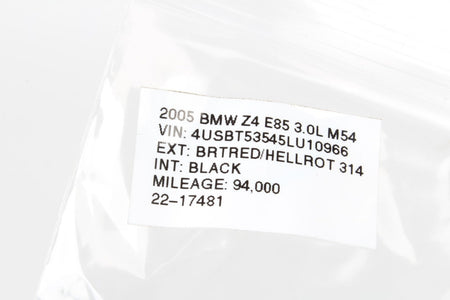 2005 BMW Z4 E85 3.0L M54
VIN: 4USBT53545LU10966
EXT: BRTRED/HELLROT 314
INT: BLACK
MILEAGE: 94,000
22-17481